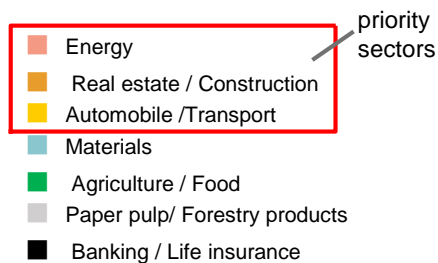 priority
sectors
Energy
Real estate / Construction
Automobile /Transport
Materials
Agriculture / Food
Paper pulp/ Forestry products
Banking / Life insurance